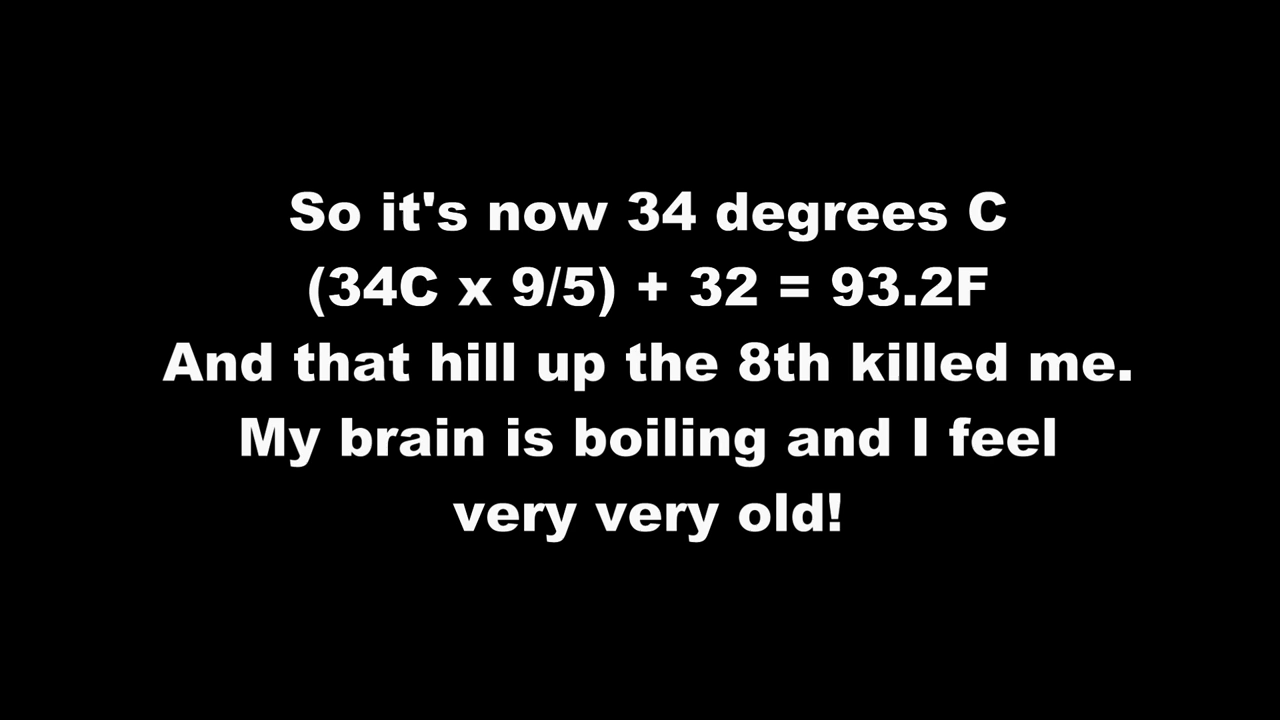 So it's now 34 degrees C
(34C x 9/5) + 32 = 93.2F
And that hill up the 8th killed me.
My brain is boiling and I feel
very very old!